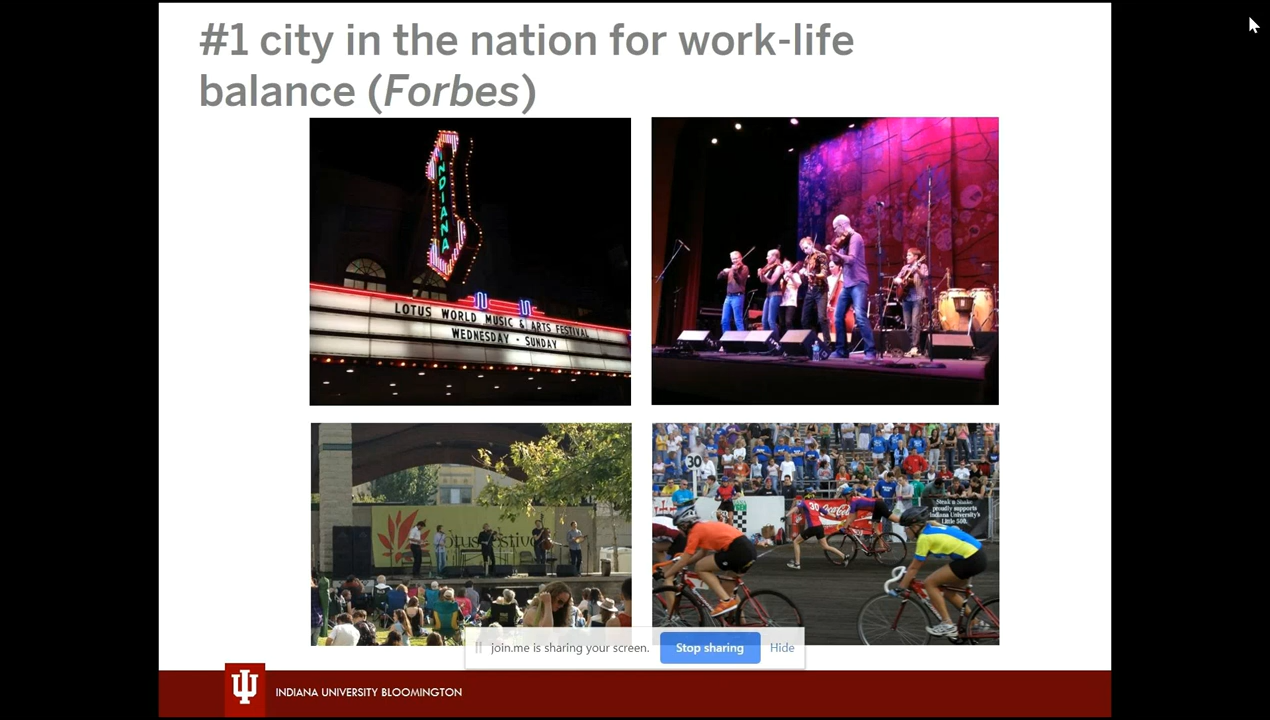 #1 city in the nation for work-life
balance (Forbes)
INDIANA
LOTUS WORLD MUSIC & ARTS FESTIVAL
WEDNESDAY - SUNDAY
30
30
Coca-Cola
Steak n Shake
proudly supports
Indiana University's
Little 500.
join.me is sharing your screen.
Stop sharing
Hide
INDIANA UNIVERSITY BLOOMINGTON